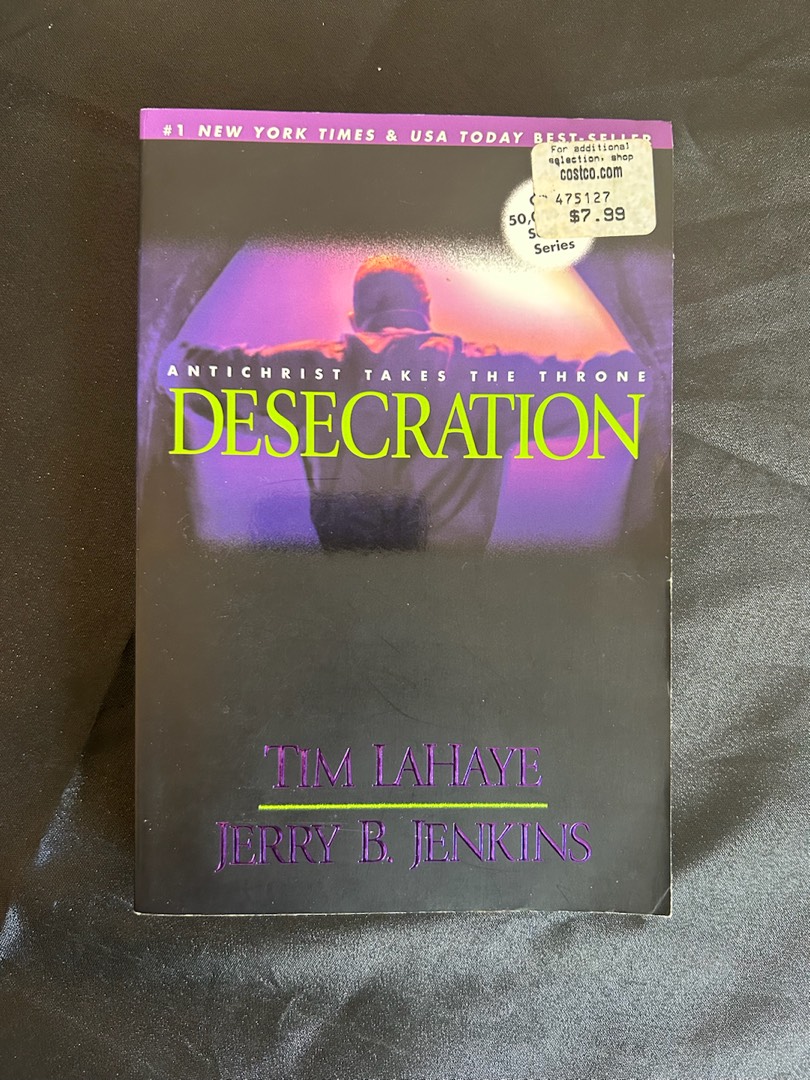 #1 NEW YORK TIMES & USA TODAY BEST-SELLER
For additional
selection, shop
costco.com
475127
$7.99
50,
Series
ANTICHRIST TAKES THE THRONE
DESECRATION
TIM LAHAYE
JERRY B. JENKINS